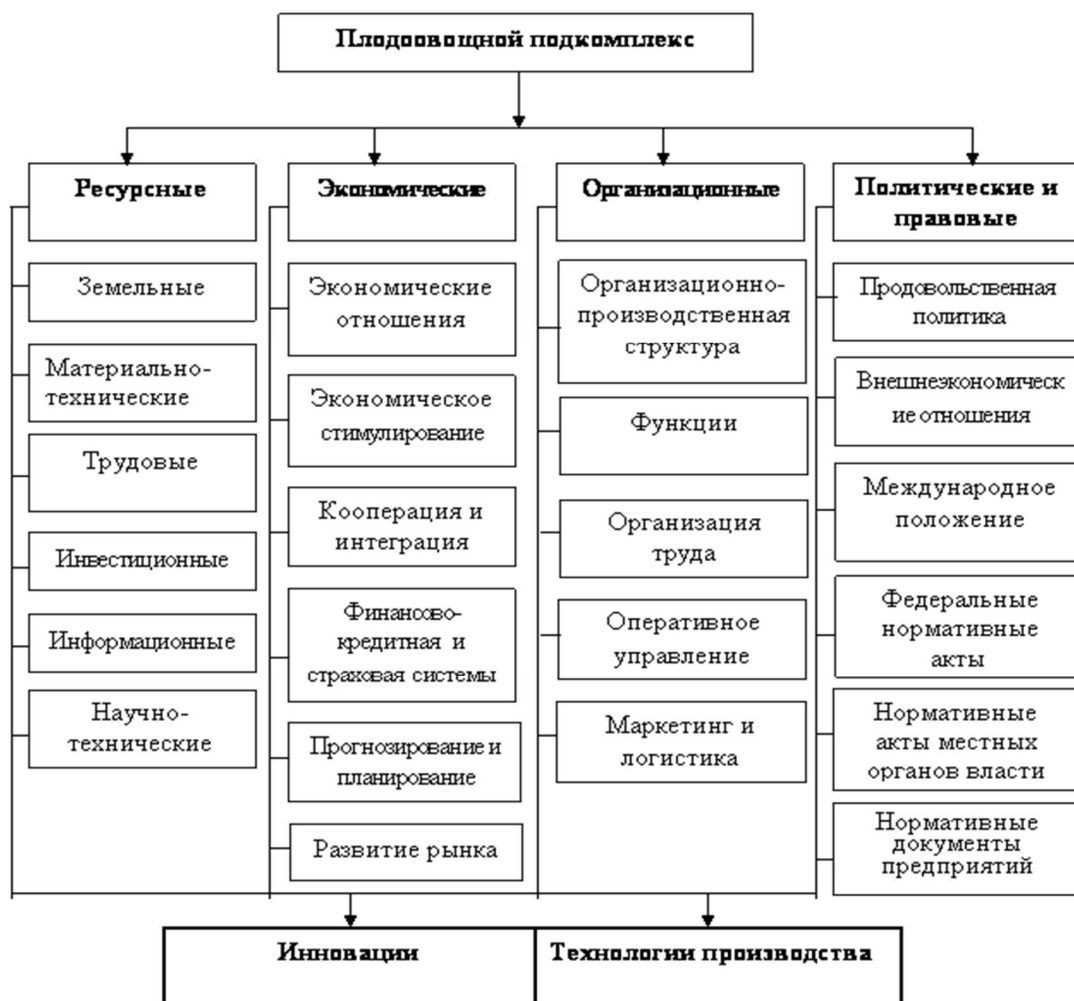 Плодоовощной подкомплекс
Ресурсные
Земельные
Материально-
технические
Трудовые
Инвестиционные
Информационные
Научно-
технические
Экономические
Экономические
отношения
Экономическое
стимулирование
Кооперация и
интеграция
Финансово-
кредитная и
страховая системы
Прогнозирование и
планирование
Развитие рынка
Организационные
Организационно-
производственная
структура
Функции
Организация
труда
Оперативное
управление
Маркетинг и
логистика
Политические и
правовые
Продовольственная
политика
Внешнеэкономическ
ие отношения
Международное
положение
Федеральные
нормативные
акты
Нормативные
акты местных
органов власти
Нормативные
документы
предприятий
Инновации
Технологии производства